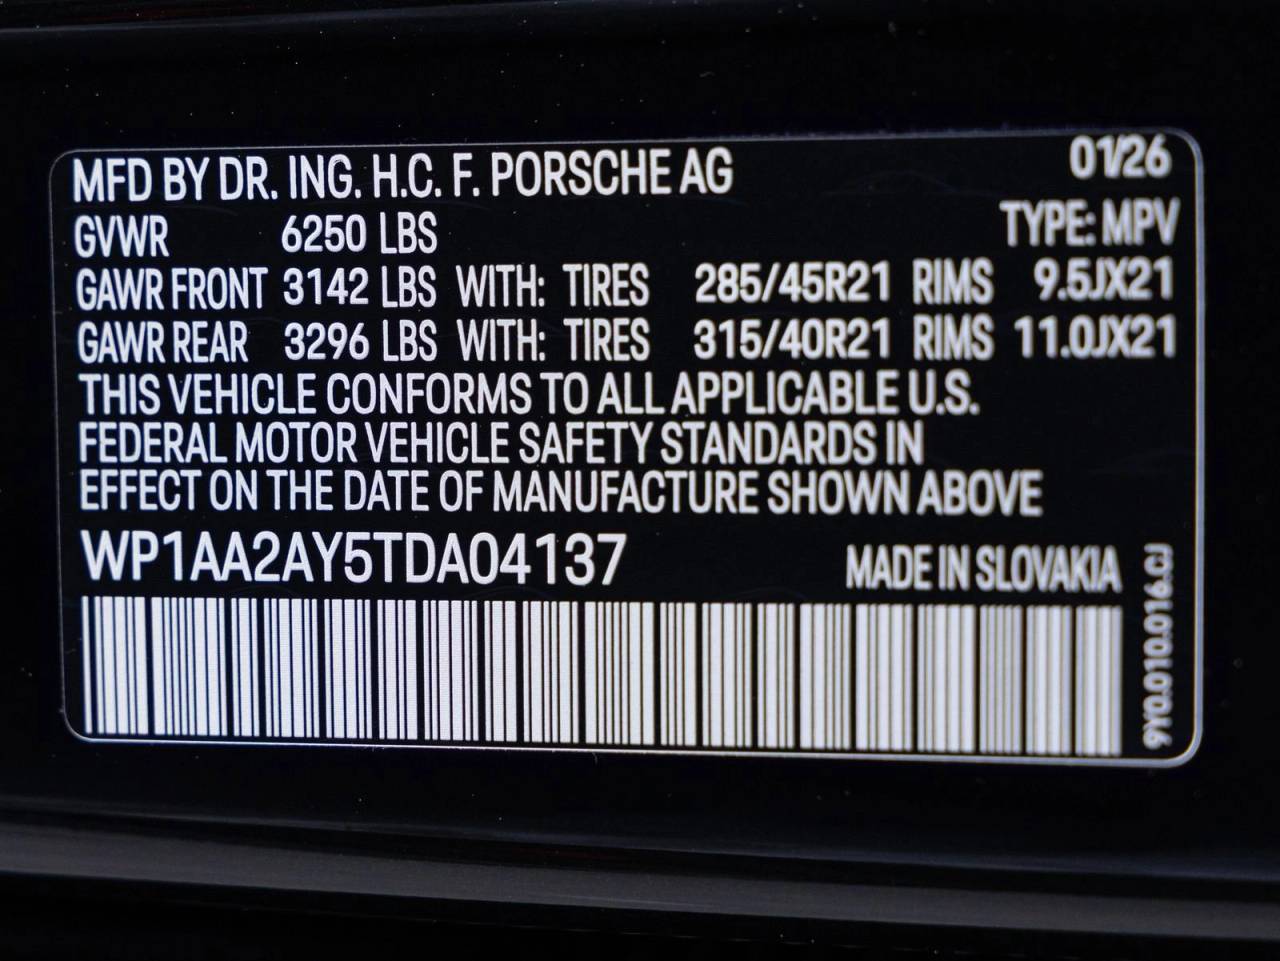 MFD BY DR. ING. H.C. F. PORSCHE AG 01/26
GVWR 6250 LBS TYPE: MPV
GAWR FRONT 3142 LBS WITH: TIRES 285/45R21 RIMS 9.5JX21
GAWR REAR 3296 LBS WITH: TIRES 315/40R21 RIMS 11.0JX21
THIS VEHICLE CONFORMS TO ALL APPLICABLE U.S.
FEDERAL MOTOR VEHICLE SAFETY STANDARDS IN
EFFECT ON THE DATE OF MANUFACTURE SHOWN ABOVE
WP1AA2AY5TDA04137 MADE IN SLOVAKIA
9Y0.010.016.CJ